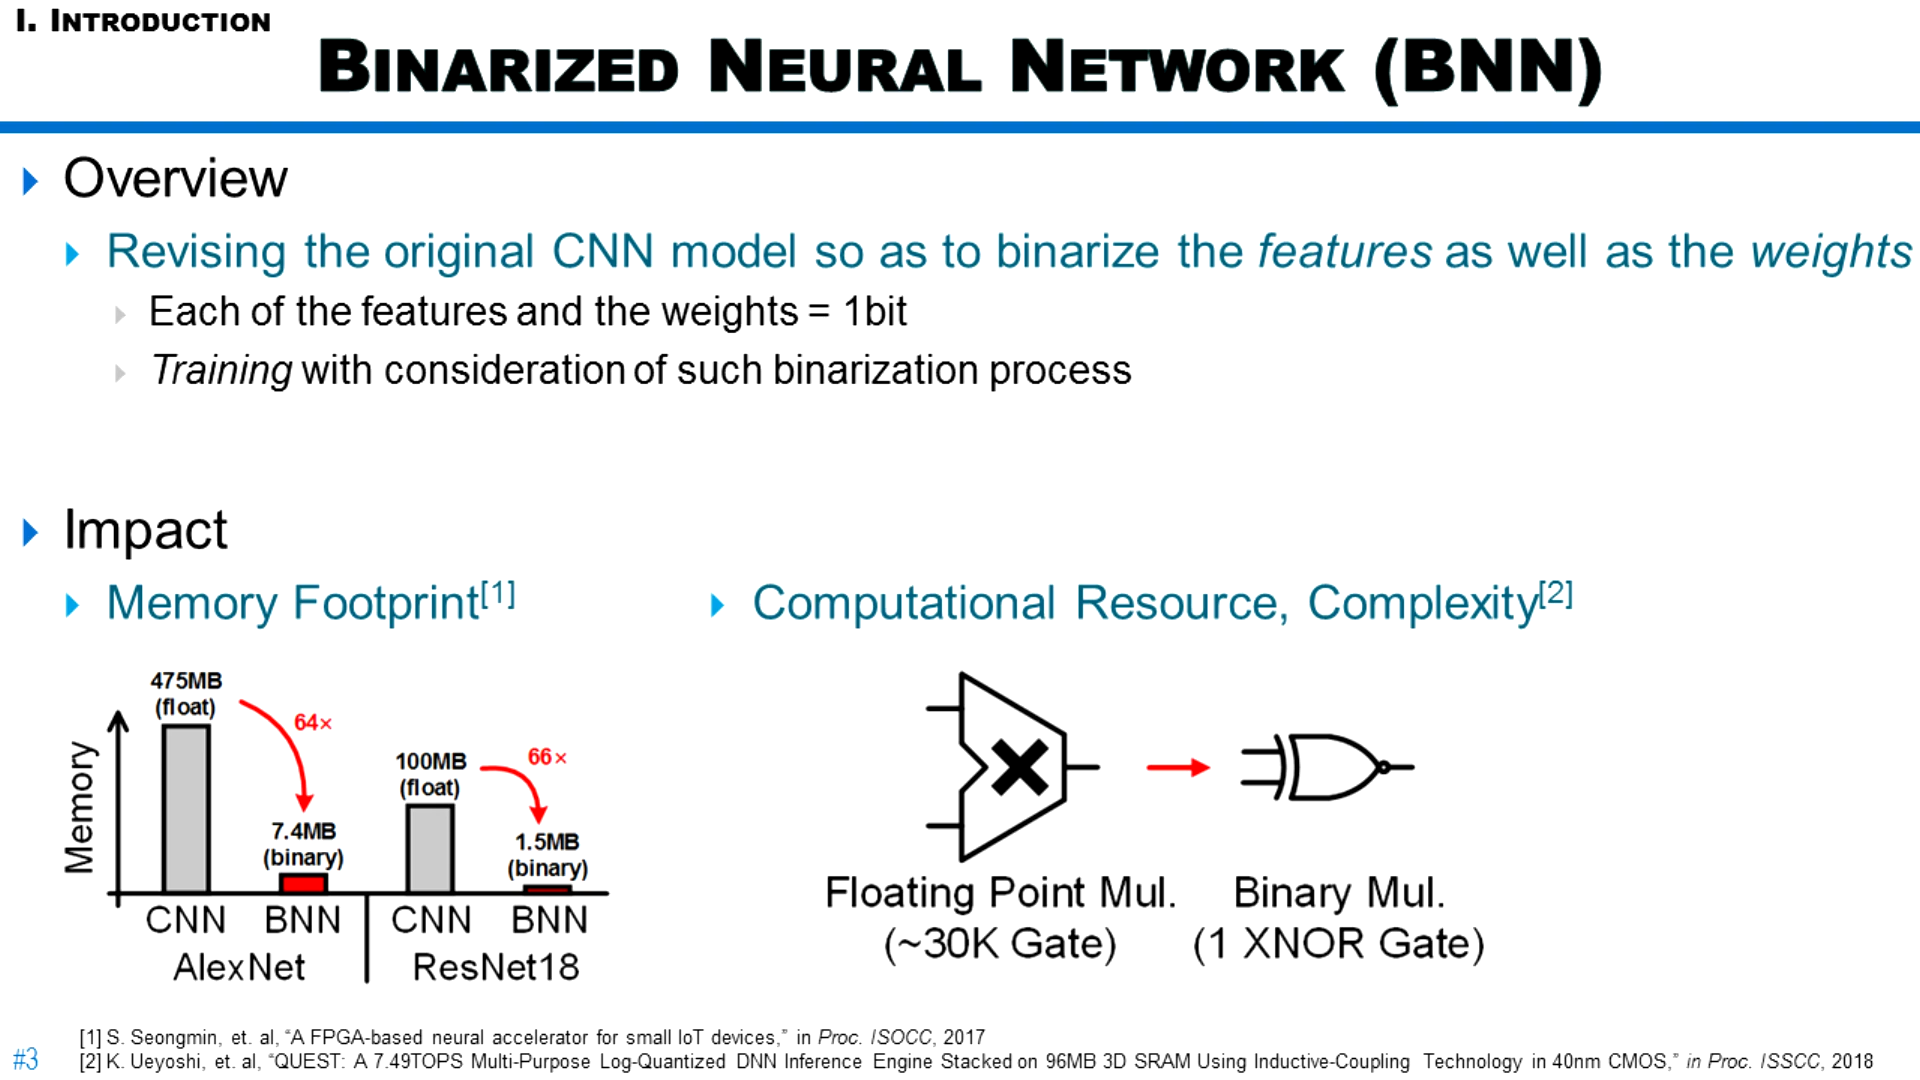 I. INTRODUCTION
BINARIZED NEURAL NETWORK (BNN)
Overview
Revising the original CNN model so as to binarize the features as well as the weights
Each of the features and the weights = 1bit
Training with consideration of such binarization process
Impact
Memory Footprint[1]
Computational Resource, Complexity[2]
Memory
475MB
(float)
64×
7.4MB
(binary)
100MB
(float)
66×
1.5MB
(binary)
CNN BNN CNN BNN
AlexNet ResNet18
Floating Point Mul.
(~30K Gate)
Binary Mul.
(1 XNOR Gate)
[1] S. Seongmin, et. al, “A FPGA-based neural accelerator for small IoT devices,” in Proc. ISOCC, 2017
[2] K. Ueyoshi, et. al, “QUEST: A 7.49TOPS Multi-Purpose Log-Quantized DNN Inference Engine Stacked on 96MB 3D SRAM Using Inductive-Coupling Technology in 40nm CMOS,” in Proc. ISSCC, 2018
#3